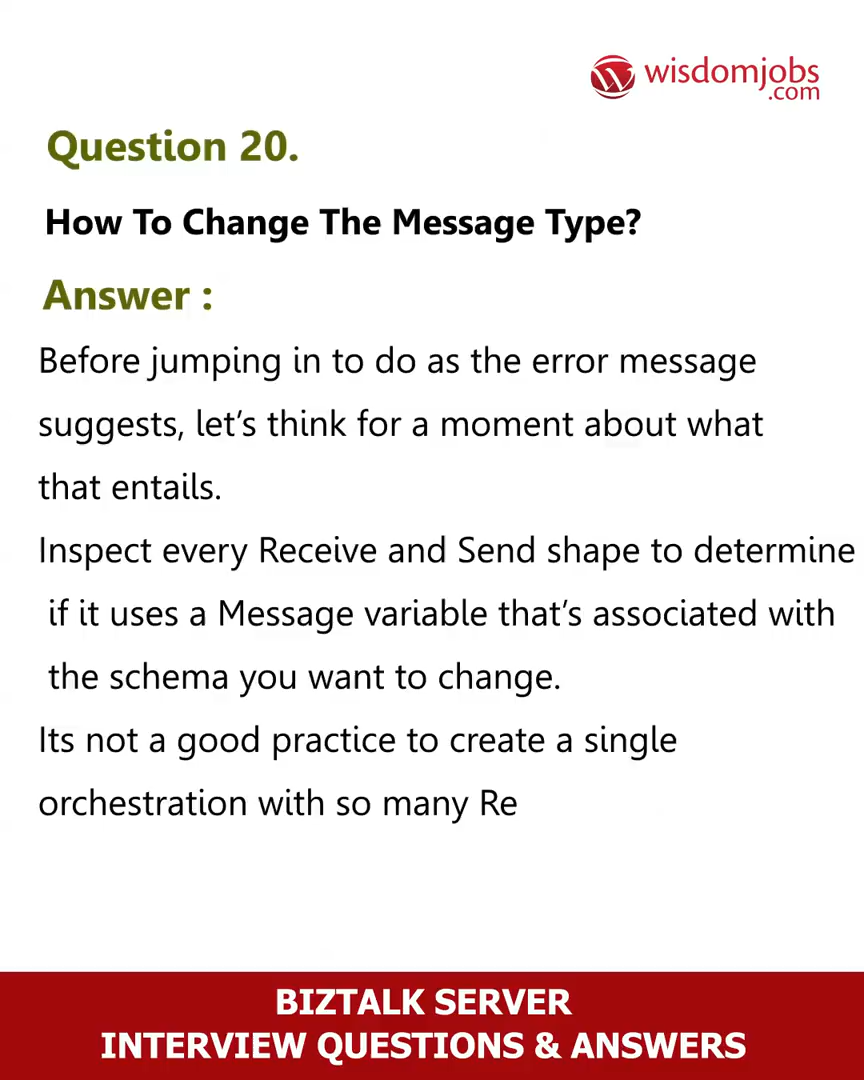 wisdomjobs
.com
Question 20.
How To Change The Message Type?
Answer :
Before jumping in to do as the error message
suggests, let’s think for a moment about what
that entails.
Inspect every Receive and Send shape to determine
if it uses a Message variable that’s associated with
the schema you want to change.
Its not a good practice to create a single
orchestration with so many Re
BIZTALK SERVER
INTERVIEW QUESTIONS & ANSWERS